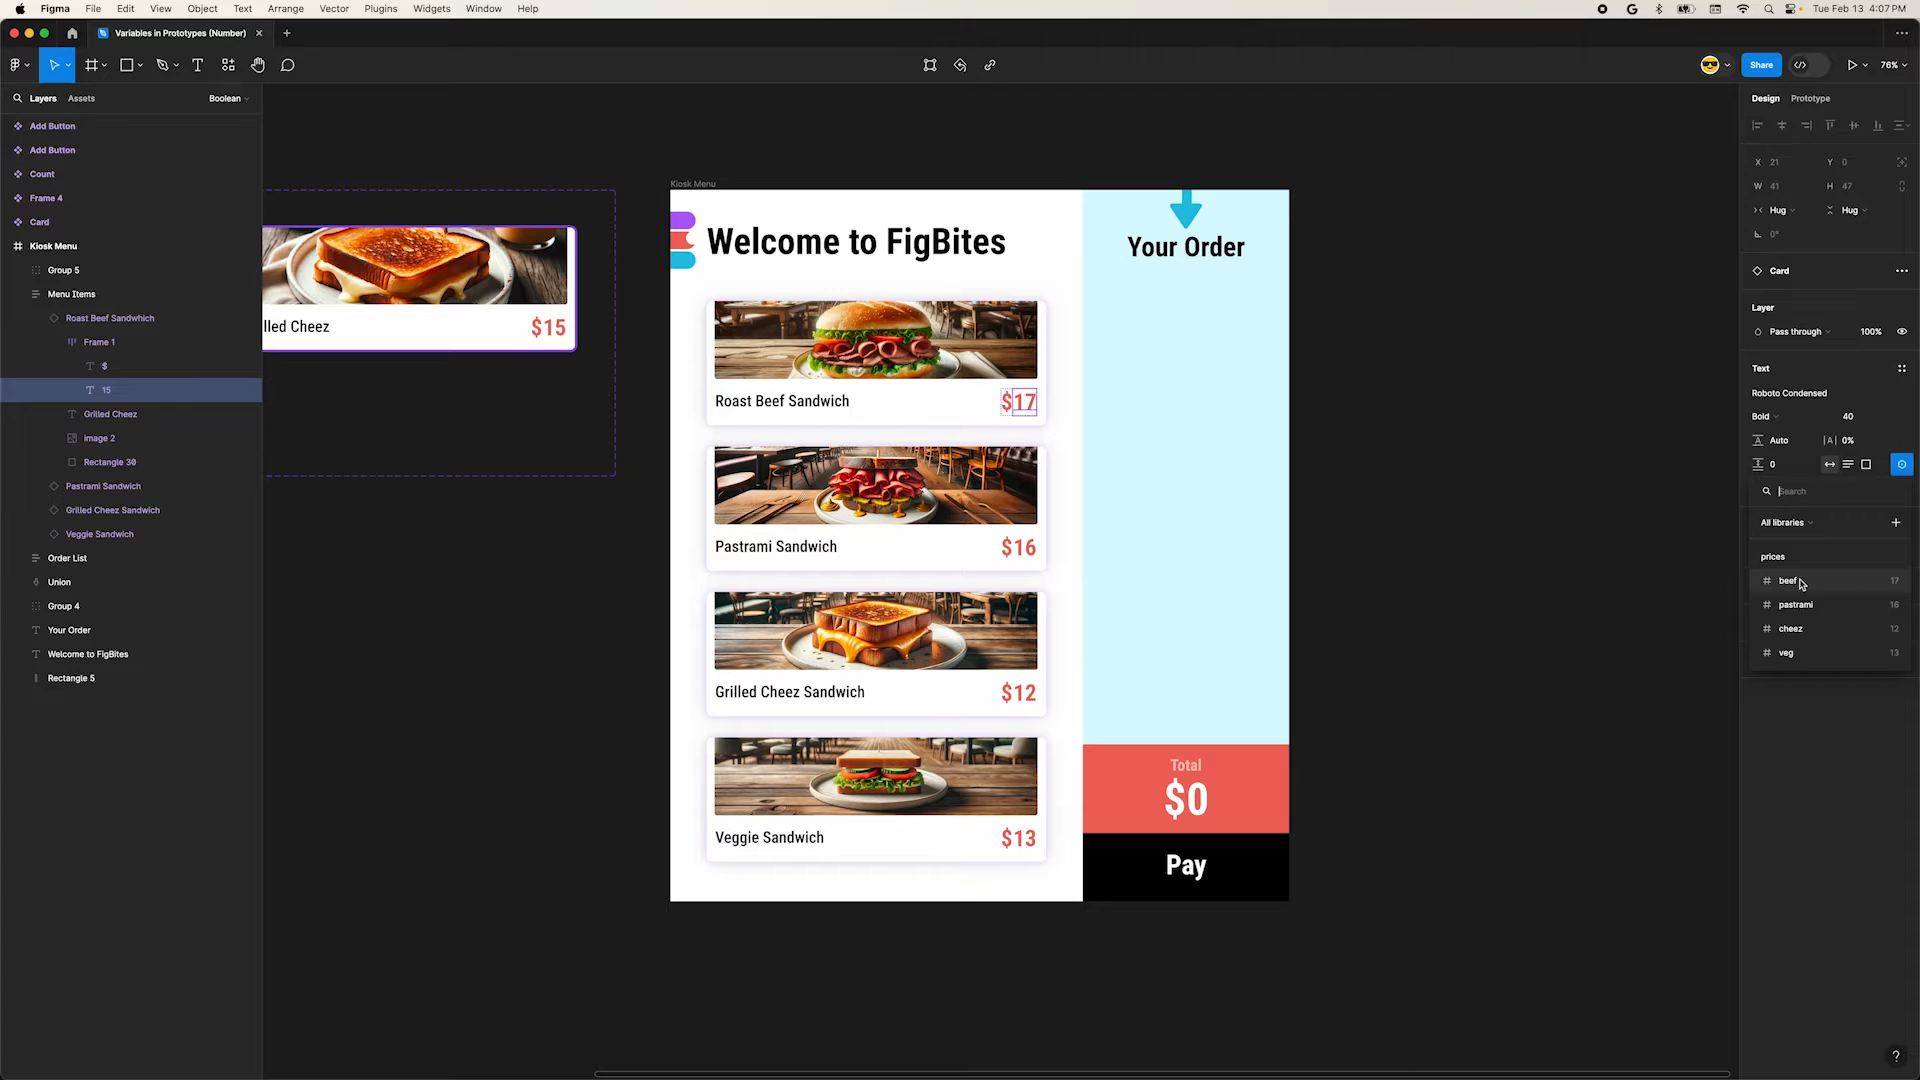 Figma File Edit View Object Text Arrange Vector Plugins Widgets Window Help Tue Feb 13 4:07 PM
Variables in Prototypes (Number)
Share 76%
Layers Assets Boolean
Add Button
Add Button
Count
Frame 4
Card
Kiosk Menu
Group 5
Menu Items
Roast Beef Sandwhich
Frame 1
$
15
Grilled Cheez
image 2
Rectangle 30
Pastrami Sandwich
Grilled Cheez Sandwich
Veggie Sandwich
Order List
Union
Group 4
Your Order
Welcome to FigBites
Rectangle 5
lled Cheez $15
Kiosk Menu
Welcome to FigBites
Roast Beef Sandwich $17
Pastrami Sandwich $16
Grilled Cheez Sandwich $12
Veggie Sandwich $13
Your Order
Total
$0
Pay
Design Prototype
X 21 Y 0
W 41 H 47
Hug Hug
0°
Card
Layer
Pass through 100%
Text
Roboto Condensed
Bold 40
Auto |A| 0%
0
Search
All libraries
prices
# beef 17
# pastrami 16
# cheez 12
# veg 13
?